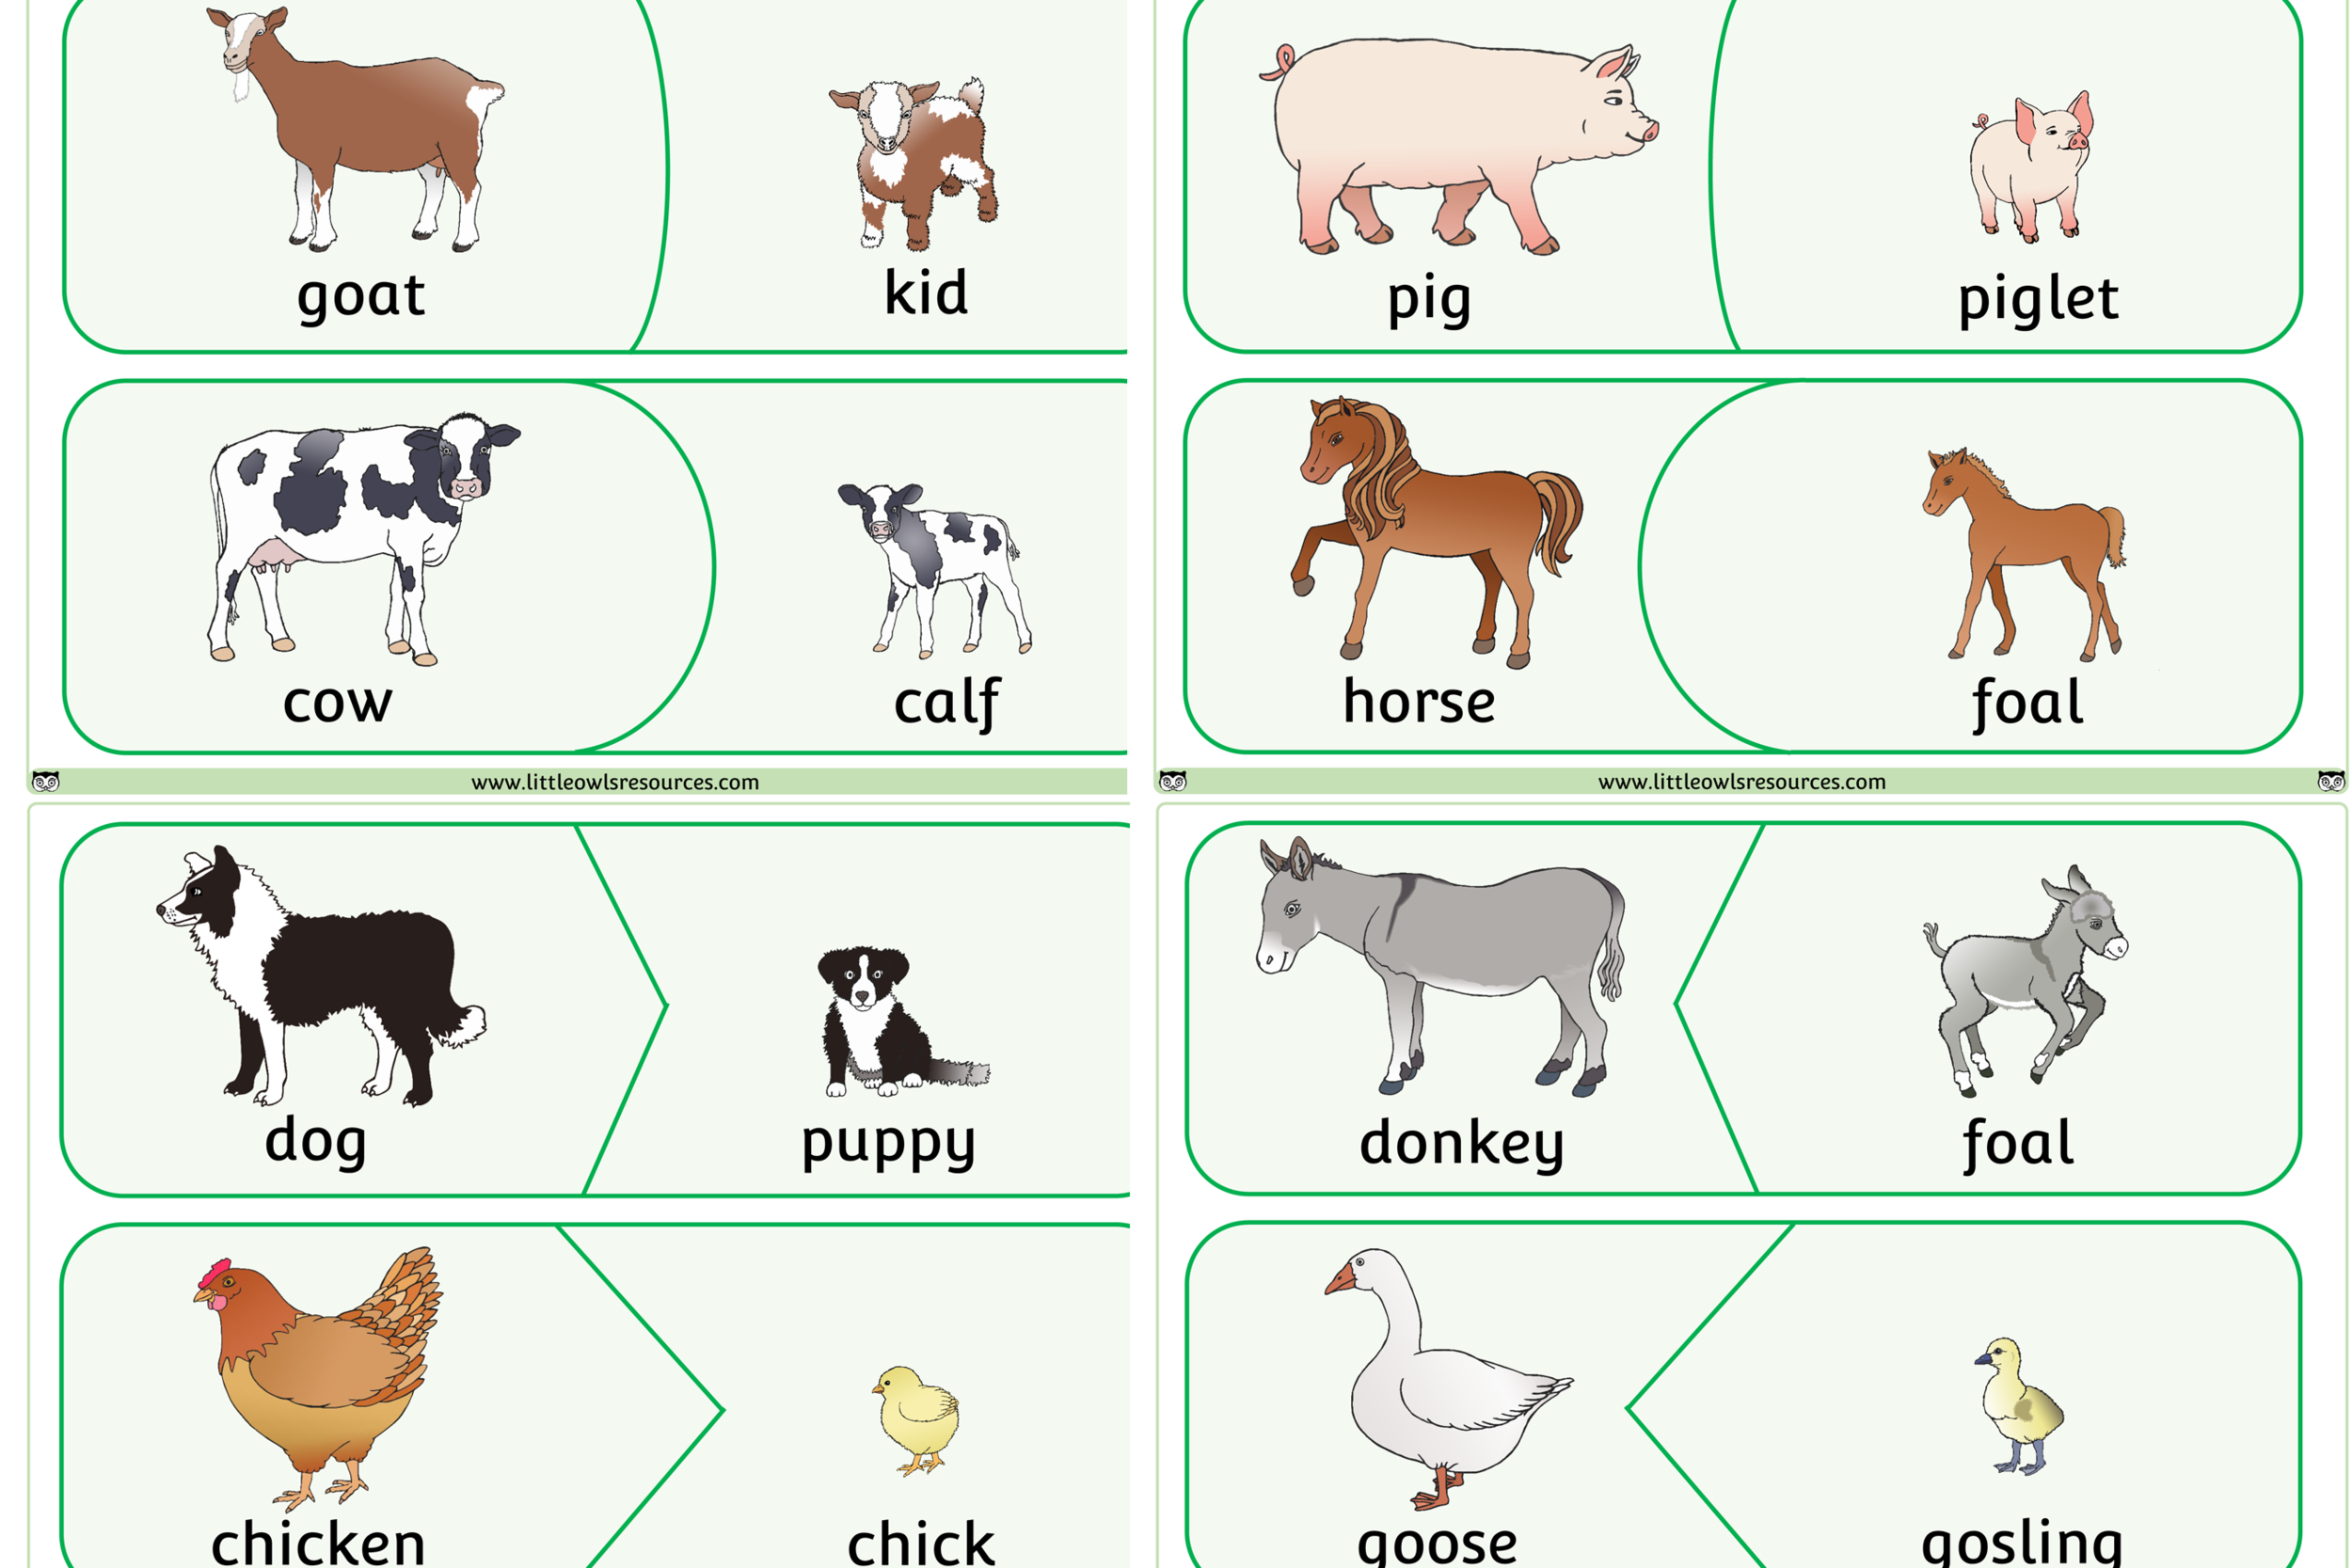 goat
kid
pig
piglet
cow
calf
horse
foal
www.littleowlsresources.com
www.littleowlsresources.com
dog
puppy
donkey
foal
chicken
chick
goose
gosling